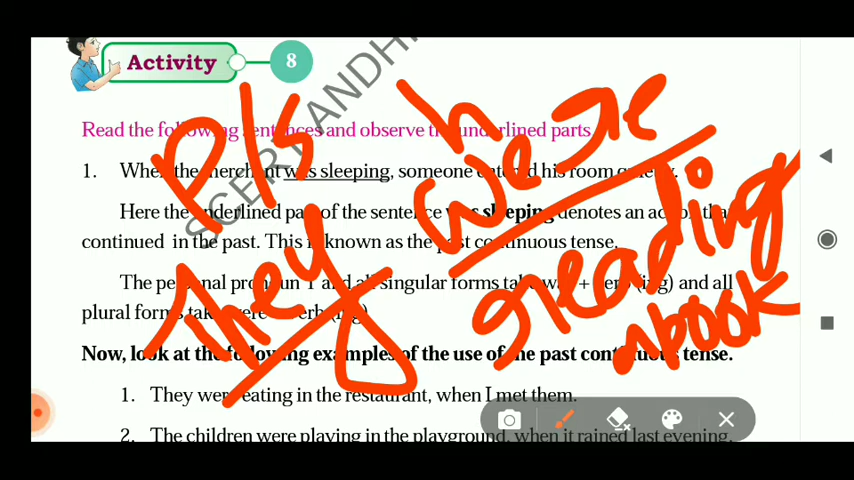 Activity 8
SCERT ANDH
Read the following sentences and observe the underlined parts.
1. When the merchant was sleeping, someone entered his room quietly.
Here the underlined part of the sentence was sleeping denotes an action that
continued in the past. This is known as the past continuous tense.
The personal pronoun 'I' and all singular forms take was + verb (ing) and all
plural forms take were + verb (ing).
Now, look at the following examples of the use of the past continuous tense.
1. They were eating in the restaurant, when I met them.
2. The children were playing in the playground, when it rained last evening.
P/s h
were
They
reading
a book